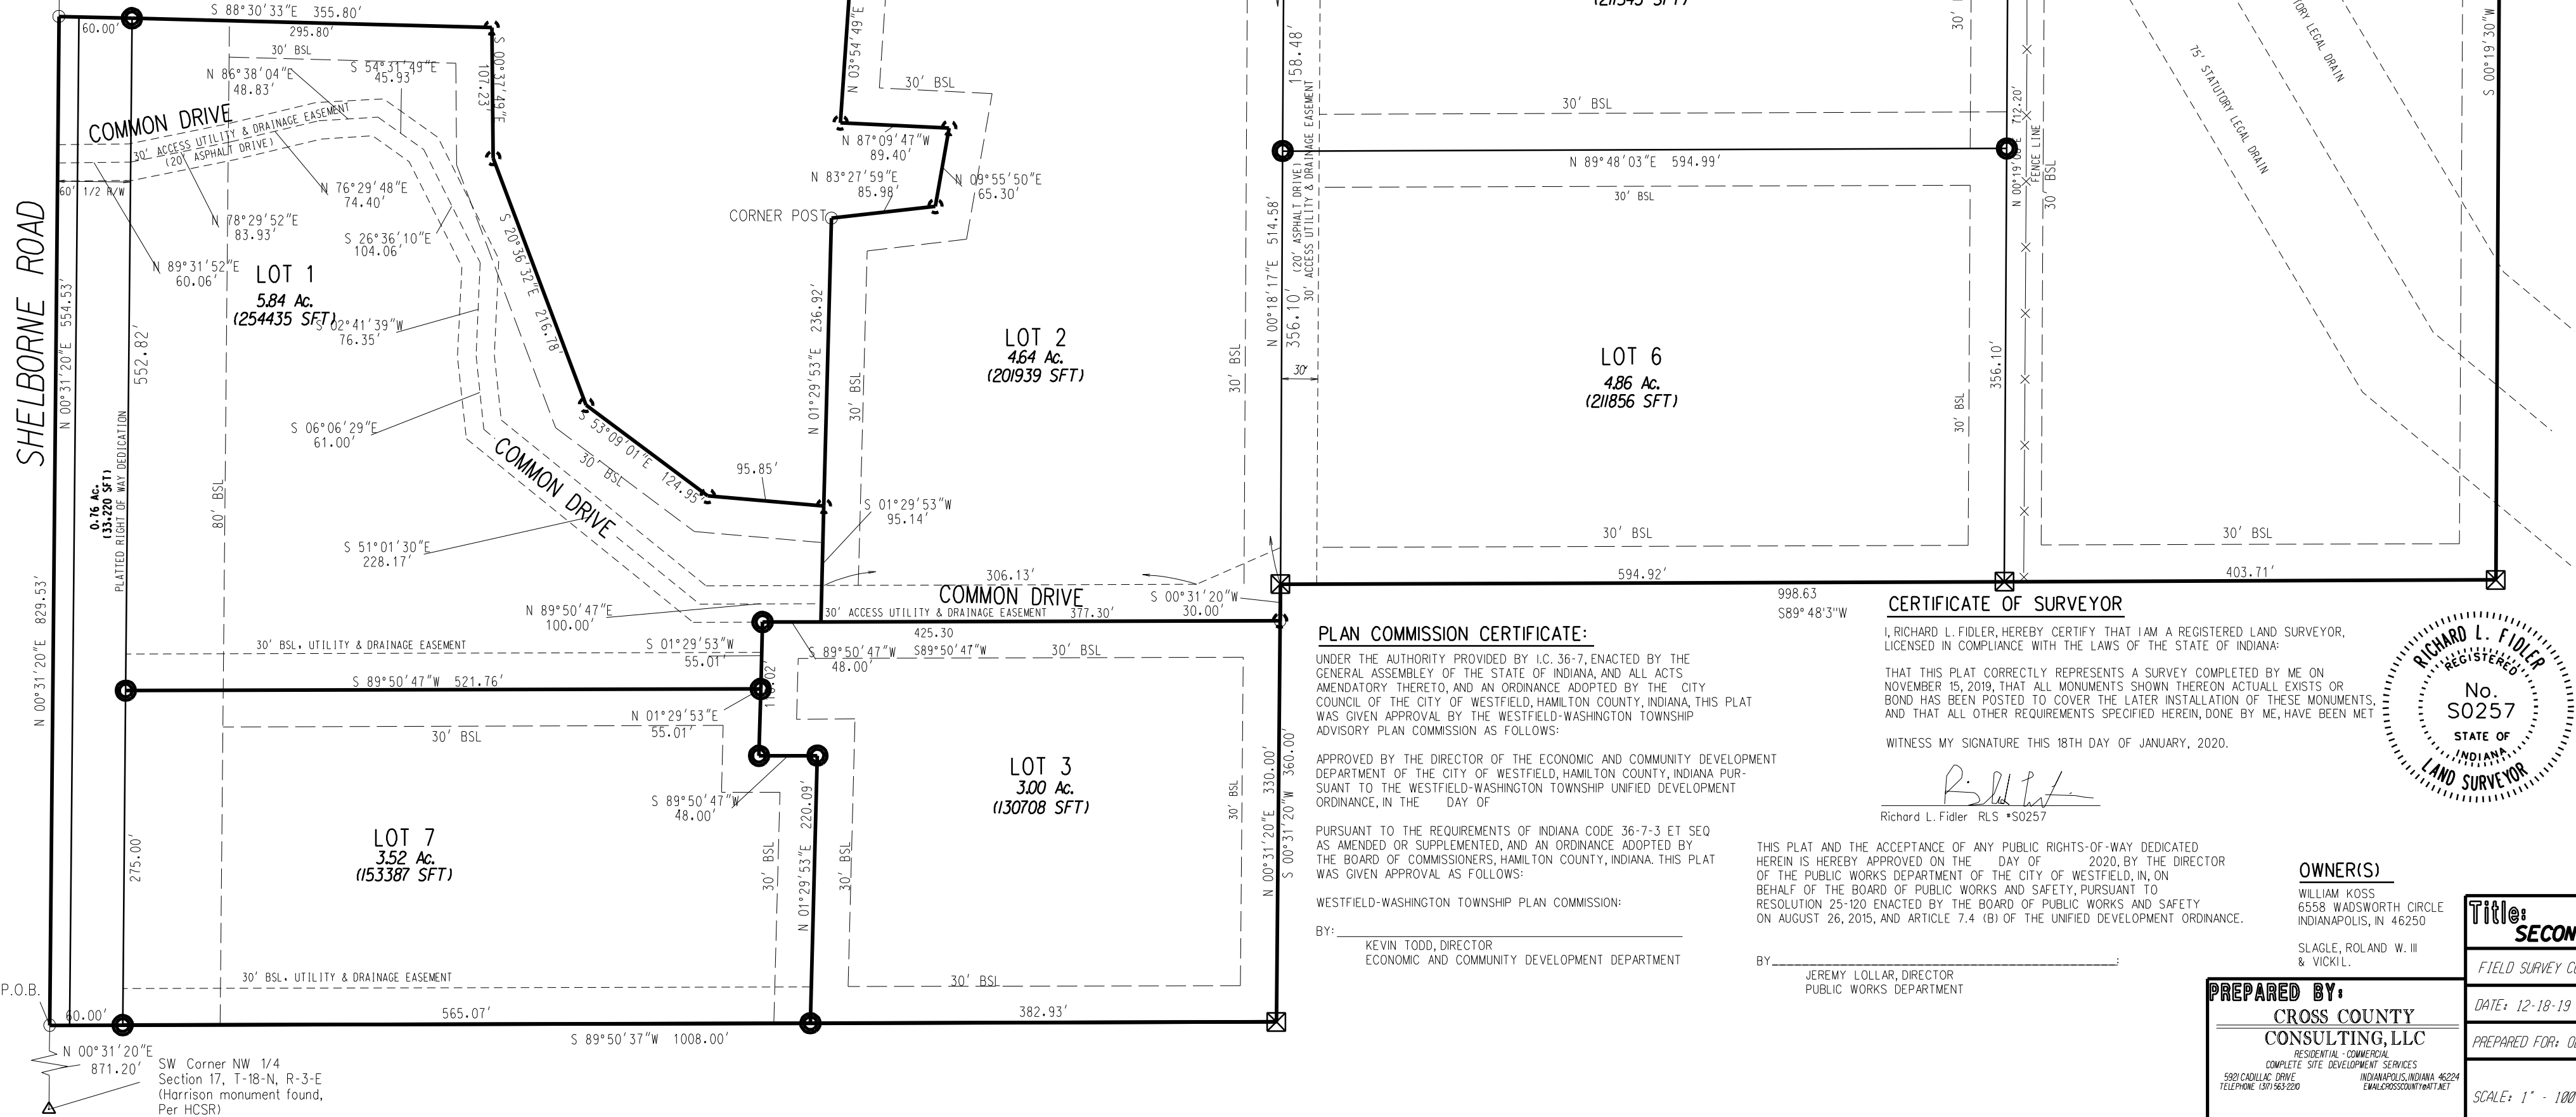 S 88°30'33"E 355.80'
60.00'
295.80'
30' BSL
N 86°38'04"E
48.83'
S 54°31'49"E
45.93'
S 00°37'49"E
107.23'
COMMON DRIVE
30' ACCESS UTILITY & DRAINAGE EASEMENT
(20' ASPHALT DRIVE)
60' 1/2 R/W
N 76°29'48"E
74.40'
N 78°29'52"E
83.93'
S 26°36'10"E
104.06'
N 89°31'52"E
60.06'
LOT 1
5.84 Ac.
(254435 SFT)
S 02°41'39"W
76.35'
S 06°06'29"E
61.00'
S 20°36'32"E 216.78'
S 53°09'01"E 124.95'
30' BSL
COMMON DRIVE
95.85'
S 51°01'30"E
228.17'
80' BSL
SHELBORNE ROAD
N 00°31'20"E 554.53'
552.82'
0.76 Ac.
(33,220 SFT)
PLATTED RIGHT OF WAY DEDICATION
N 00°31'20"E 829.53'
N 03°54'49"E
30' BSL
N 87°09'47"W
89.40'
N 83°27'59"E
85.98'
N 09°55'50"E
65.30'
CORNER POST
N 01°29'53"E 236.92'
30' BSL
LOT 2
4.64 Ac.
(201939 SFT)
30' BSL
S 01°29'53"W
95.14'
306.13'
COMMON DRIVE
30' ACCESS UTILITY & DRAINAGE EASEMENT
377.30'
S 00°31'20"W
30.00'
N 89°50'47"E
100.00'
425.30
S89°50'47"W
S 89°50'47"W
48.00'
30' BSL
30' BSL. UTILITY & DRAINAGE EASEMENT
S 01°29'53"W
55.01'
110.02'
S 89°50'47"W 521.76'
N 01°29'53"E
55.01'
30' BSL
S 89°50'47"W
48.00'
LOT 7
3.52 Ac.
(153387 SFT)
275.00'
30' BSL
N 01°29'53"E 220.09'
30' BSL
LOT 3
3.00 Ac.
(130708 SFT)
30' BSL
N 00°31'20"E 330.00'
S 00°31'20"W 360.00'
30' BSL. UTILITY & DRAINAGE EASEMENT
30' BSL
P.O.B.
60.00'
565.07'
382.93'
S 89°50'37"W 1008.00'
N 00°31'20"E
871.20'
SW Corner NW 1/4
Section 17, T-18-N, R-3-E
(Harrison monument found,
Per HCSR)
158.48'
N 00°18'17"E 514.58'
356.10'
(20' ASPHALT DRIVE)
30' ACCESS UTILITY & DRAINAGE EASEMENT
30'
(211545 SFT)
30' BSL
30' BSL
N 89°48'03"E 594.99'
30' BSL
LOT 6
4.86 Ac.
(211856 SFT)
30' BSL
356.10'
30' BSL
594.92'
FENCE LINE
30' BSL
75' STATUTORY LEGAL DRAIN
LEGAL DRAIN
S 00°19'30"W
30' BSL
403.71'
998.63
S89°48'3"W
PLAN COMMISSION CERTIFICATE:
UNDER THE AUTHORITY PROVIDED BY I.C. 36-7, ENACTED BY THE
GENERAL ASSEMBLY OF THE STATE OF INDIANA, AND ALL ACTS
AMENDATORY THERETO, AND AN ORDINANCE ADOPTED BY THE CITY
COUNCIL OF THE CITY OF WESTFIELD, HAMILTON COUNTY, INDIANA, THIS PLAT
WAS GIVEN APPROVAL BY THE WESTFIELD-WASHINGTON TOWNSHIP
ADVISORY PLAN COMMISSION AS FOLLOWS:
APPROVED BY THE DIRECTOR OF THE ECONOMIC AND COMMUNITY DEVELOPMENT
DEPARTMENT OF THE CITY OF WESTFIELD, HAMILTON COUNTY, INDIANA PUR-
SUANT TO THE WESTFIELD-WASHINGTON TOWNSHIP UNIFIED DEVELOPMENT
ORDINANCE, IN THE DAY OF
PURSUANT TO THE REQUIREMENTS OF INDIANA CODE 36-7-3 ET SEQ
AS AMENDED OR SUPPLEMENTED, AND AN ORDINANCE ADOPTED BY
THE BOARD OF COMMISSIONERS, HAMILTON COUNTY, INDIANA. THIS PLAT
WAS GIVEN APPROVAL AS FOLLOWS:
WESTFIELD-WASHINGTON TOWNSHIP PLAN COMMISSION:
BY:
KEVIN TODD, DIRECTOR
ECONOMIC AND COMMUNITY DEVELOPMENT DEPARTMENT
CERTIFICATE OF SURVEYOR
I, RICHARD L. FIDLER, HEREBY CERTIFY THAT I AM A REGISTERED LAND SURVEYOR,
LICENSED IN COMPLIANCE WITH THE LAWS OF THE STATE OF INDIANA:
THAT THIS PLAT CORRECTLY REPRESENTS A SURVEY COMPLETED BY ME ON
NOVEMBER 15, 2019, THAT ALL MONUMENTS SHOWN THEREON ACTUALL EXISTS OR
BOND HAS BEEN POSTED TO COVER THE LATER INSTALLATION OF THESE MONUMENTS,
AND THAT ALL OTHER REQUIREMENTS SPECIFIED HEREIN, DONE BY ME, HAVE BEEN MET
WITNESS MY SIGNATURE THIS 18TH DAY OF JANUARY, 2020.
Richard L. Fidler RLS #S0257
RICHARD L. FIDLER
REGISTERED
No.
S0257
STATE OF
INDIANA
LAND SURVEYOR
THIS PLAT AND THE ACCEPTANCE OF ANY PUBLIC RIGHTS-OF-WAY DEDICATED
HEREIN IS HEREBY APPROVED ON THE DAY OF 2020, BY THE DIRECTOR
OF THE PUBLIC WORKS DEPARTMENT OF THE CITY OF WESTFIELD, IN, ON
BEHALF OF THE BOARD OF PUBLIC WORKS AND SAFETY, PURSUANT TO
RESOLUTION 25-120 ENACTED BY THE BOARD OF PUBLIC WORKS AND SAFETY
ON AUGUST 26, 2015, AND ARTICLE 7.4 (B) OF THE UNIFIED DEVELOPMENT ORDINANCE.
BY :
JEREMY LOLLAR, DIRECTOR
PUBLIC WORKS DEPARTMENT
OWNER(S)
WILLIAM KOSS
6558 WADSWORTH CIRCLE
INDIANAPOLIS, IN 46250
SLAGLE, ROLAND W. III
& VICKI L.
PREPARED BY:
CROSS COUNTY
CONSULTING, LLC
RESIDENTIAL - COMMERCIAL
COMPLETE SITE DEVELOPMENT SERVICES
5921 CADILLAC DRIVE INDIANAPOLIS, INDIANA 46224
TELEPHONE (317) 563-2210 EMAIL:CROSSCOUNTY@ATT.NET
Title:
SECON
FIELD SURVEY CO
DATE: 12-18-19
PREPARED FOR:
SCALE: 1" - 100